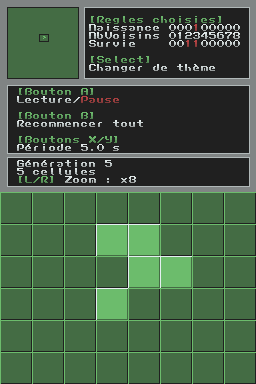 [Règles choisies]
Naissance 000100000
NbVoisins 012345678
Survie 001100000
[Select]
Changer de thème
[Bouton A]
Lecture/Pause
[Bouton B]
Recommencer tout
[Boutons X/Y]
Période 5.0 s
Génération 5
5 cellules
[L/R] Zoom : x8